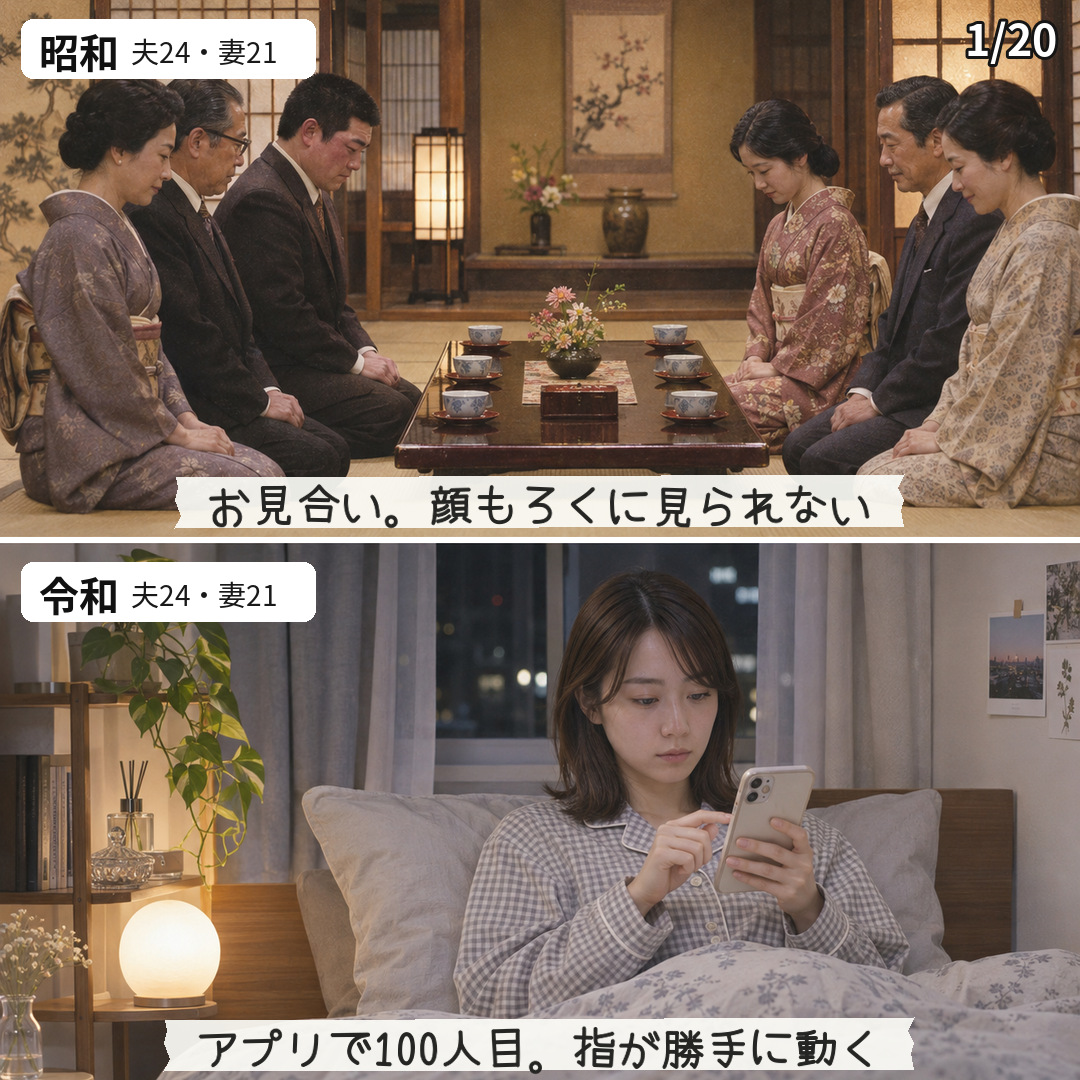 昭和 夫24・妻21
1/20
お見合い。顔もろくに見られない
令和 夫24・妻21
アプリで100人目。指が勝手に動く